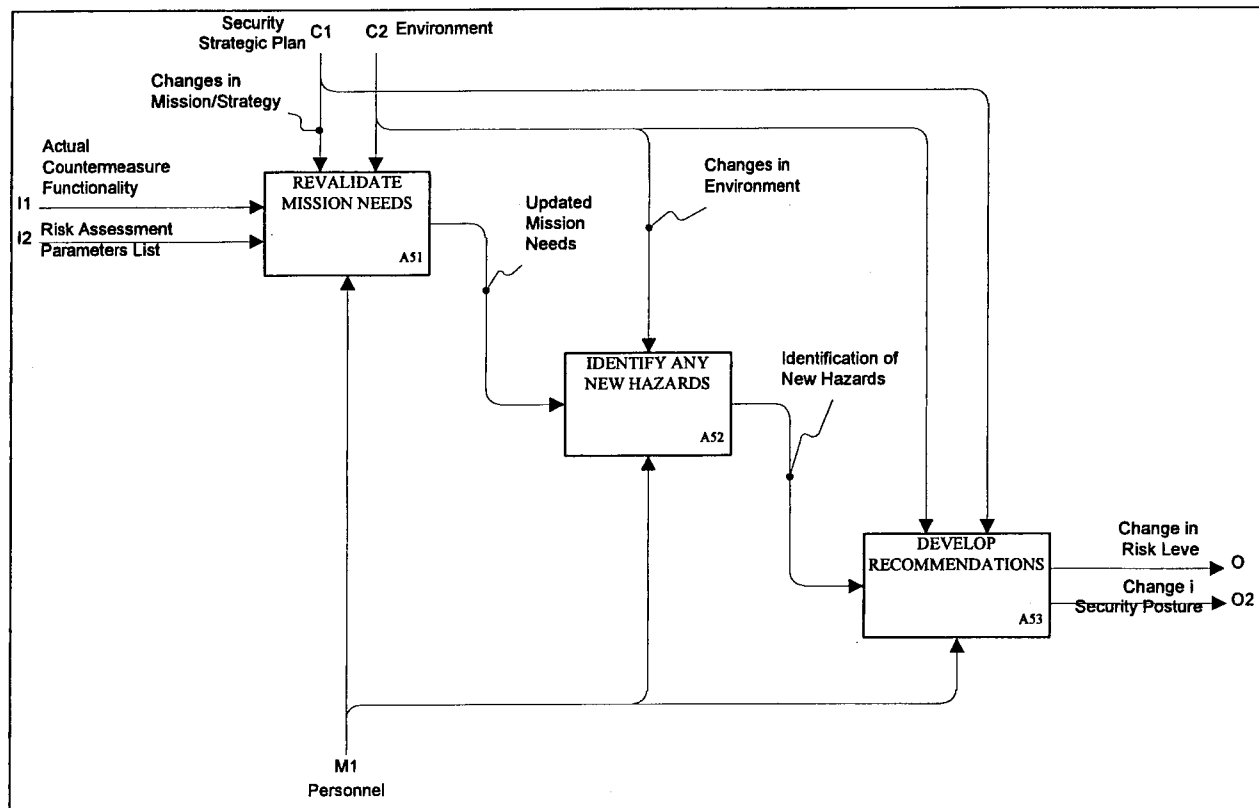 Security
Strategic Plan
C1
C2
Environment
Changes in
Mission/Strategy
Actual
Countermeasure
Functionality
I1
I2
Risk Assessment
Parameters List
REVALIDATE
MISSION NEEDS
A51
Updated
Mission
Needs
Changes in
Environment
IDENTIFY ANY
NEW HAZARDS
A52
Identification of
New Hazards
DEVELOP
RECOMMENDATIONS
A53
Change in
Risk Leve
O
Change i
Security Posture
O2
M1
Personnel